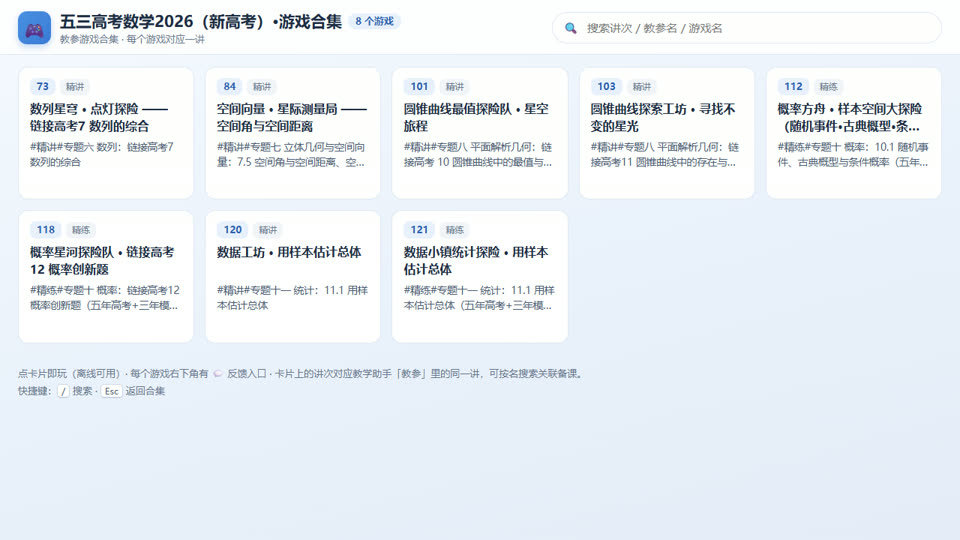 五三高考数学2026（新高考）·游戏合集 8 个游戏
教参游戏合集 · 每个游戏对应一讲
搜索讲次 / 教参名 / 游戏名
73 精讲
数列星穹 · 点灯探险 ——
链接高考7 数列的综合
#精讲#专题六 数列：链接高考7
数列的综合
84 精讲
空间向量 · 星际测量局 ——
空间角与空间距离
#精讲#专题七 立体几何与空间向
量：7.5 空间角与空间距离、空...
101 精讲
圆锥曲线最值探险队 · 星空
旅程
#精讲#专题八 平面解析几何：链
接高考 10 圆锥曲线中的最值与...
103 精讲
圆锥曲线探索工坊 · 寻找不
变的星光
#精讲#专题八 平面解析几何：链
接高考11 圆锥曲线中的存在与...
112 精练
概率方舟 · 样本空间大探险
（随机事件·古典概型·条...
#精练#专题十 概率：10.1 随机事
件、古典概型与条件概率（五年...
118 精练
概率星河探险队 · 链接高考
12 概率创新题
#精练#专题十 概率：链接高考12
概率创新题（五年高考+三年模...
120 精讲
数据工坊 · 用样本估计总体
#精讲#专题十一 统计：11.1 用样
本估计总体
121 精练
数据小镇统计探险 · 用样本
估计总体
#精练#专题十一 统计：11.1 用样
本估计总体（五年高考+三年模...
点卡片即玩（离线可用）· 每个游戏右下角有 反馈入口 · 卡片上的讲次对应教学助手「教参」里的同一讲，可按名搜索关联备课。
快捷键： / 搜索 · Esc 返回合集